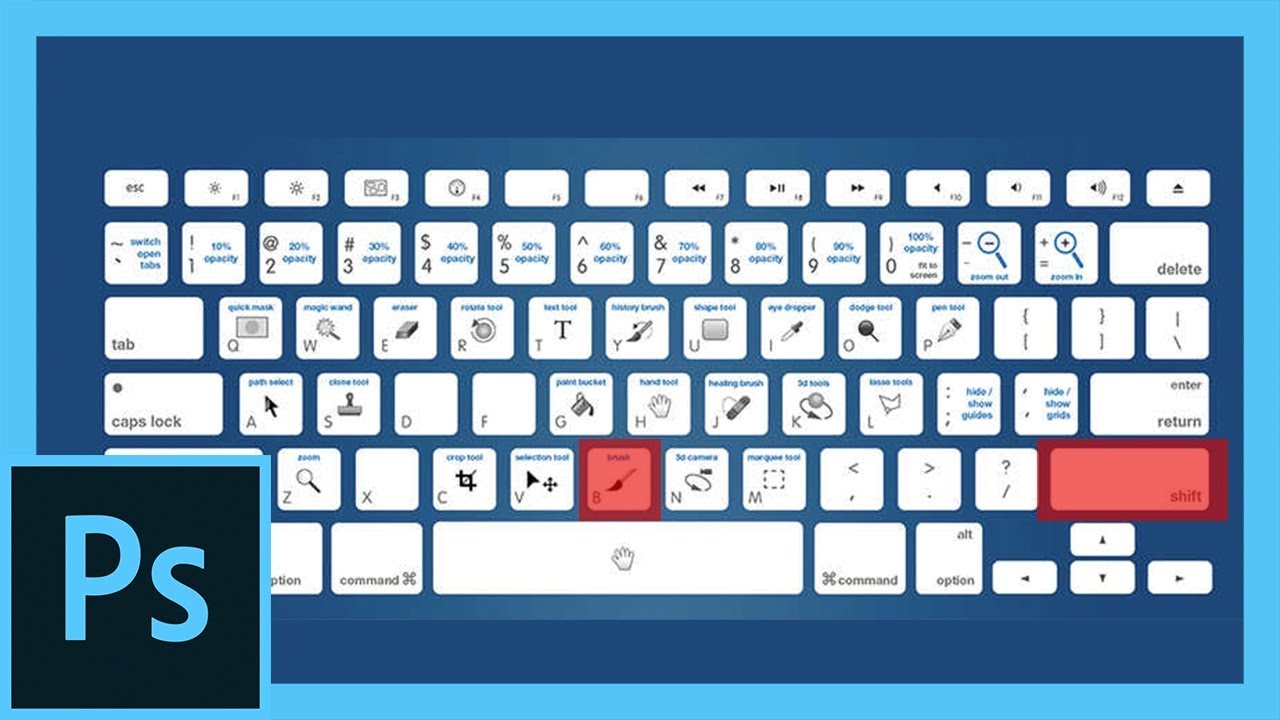 esc F1 F2 F3 F4 F5 F6 F7 F8 F9 F10 F11 F12
~ ` switch open tabs
! 1 10% opacity
@ 2 20% opacity
# 3 30% opacity
$ 4 40% opacity
% 5 50% opacity
^ 6 60% opacity
& 7 70% opacity
* 8 80% opacity
( 9 90% opacity
) 0 100% opacity fit to screen
- - zoom out
+ = zoom in
delete
tab
quick mask Q
magic wand W
eraser E
rotate tool R
text tool T T
history brush Y
shape tool U
eye dropper I
dodge tool O
pen tool P
{ [
} ]
| \
caps lock
path select A
clone tool S
D
F
paint bucket G
hand tool H
healing brush J
3d tools K
lasso tools L
: ; hide / show guides
' ' hide / show grids
enter return
zoom Z
X
crop tool C
selection tool V
brush B
3d camera N
marquee tool M
< ,
> .
? /
shift
ption
command ⌘
⌘ command
alt option
Ps